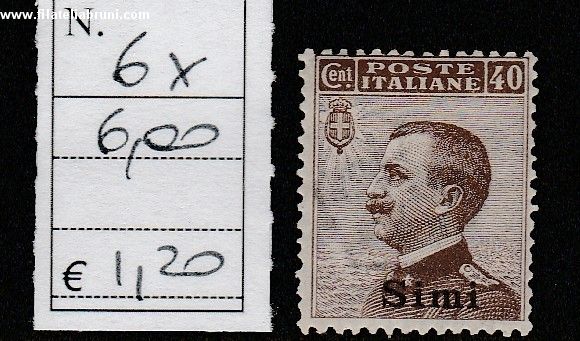 www.filateliabruni.com
N.
6 x
6,00
€ 1,20
Cent. POSTE ITALIANE 40
Simi